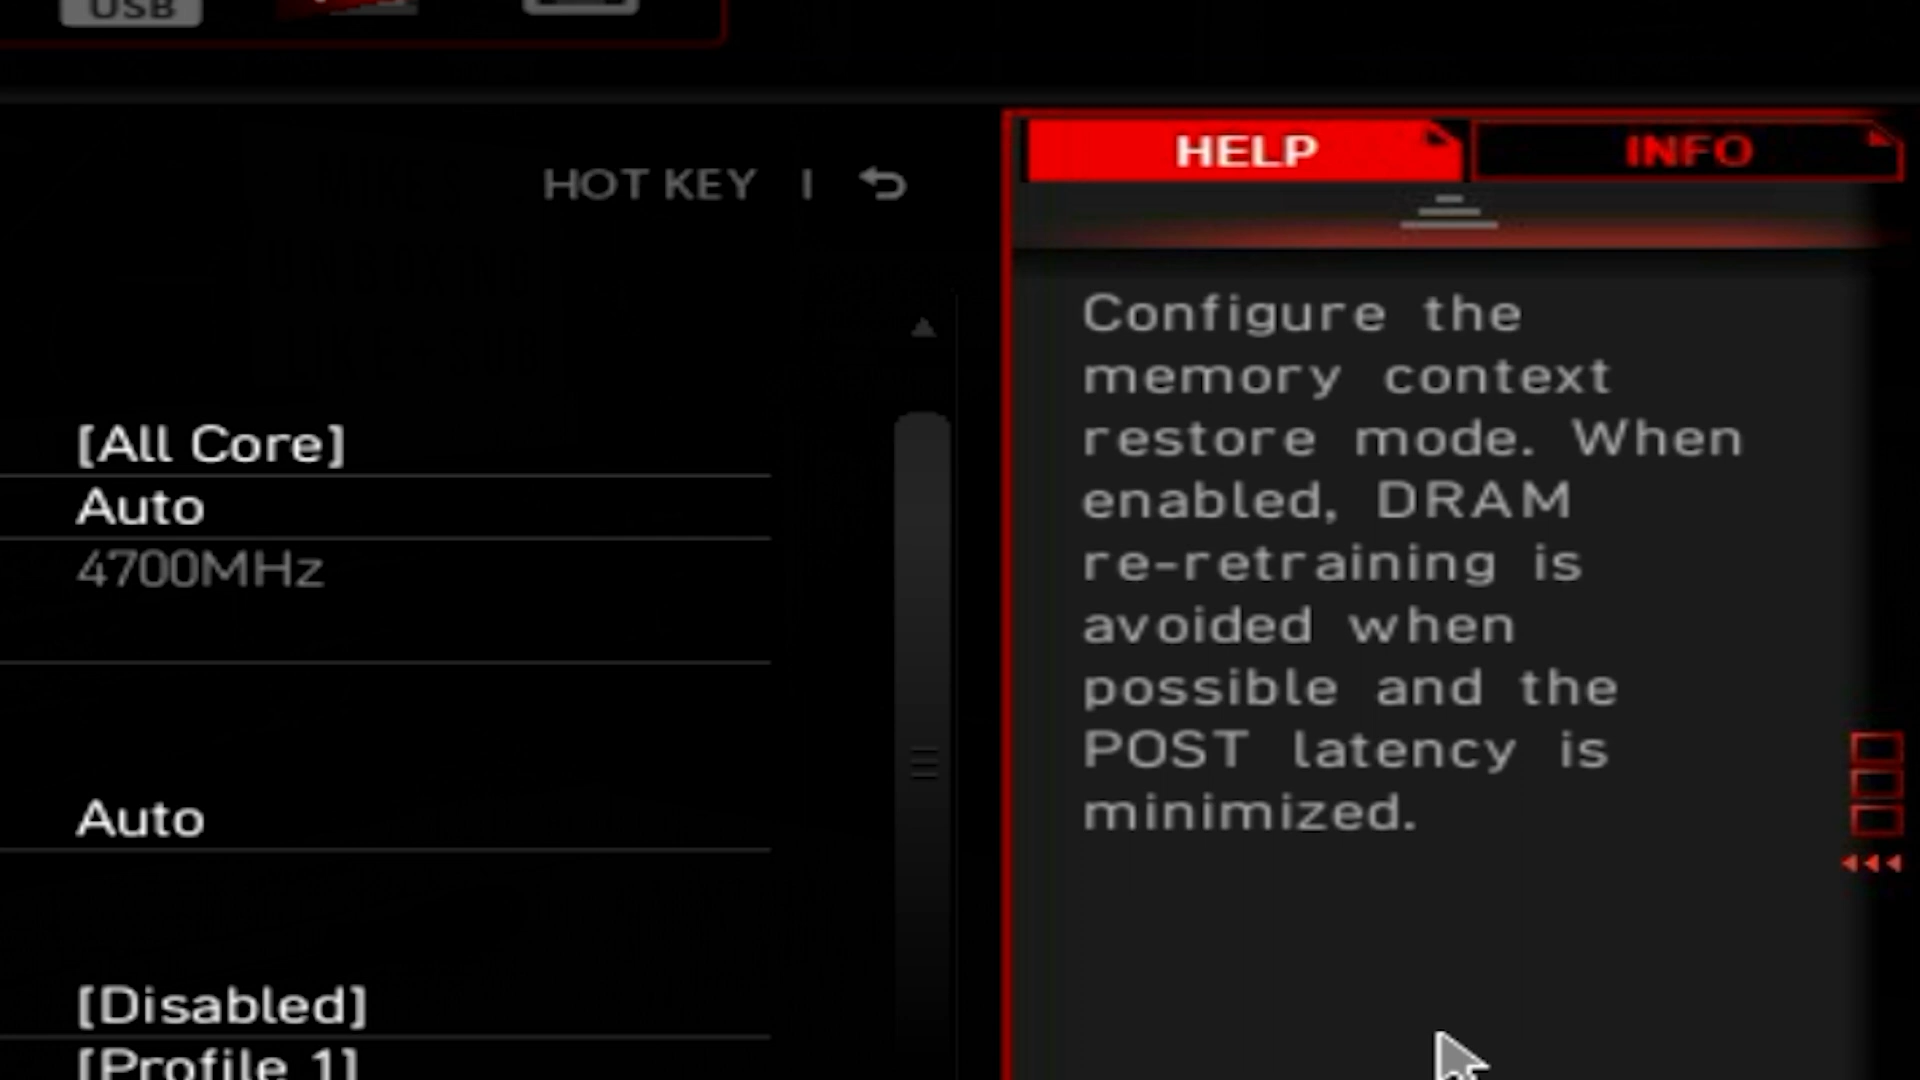 USB
HOT KEY |
[All Core]
Auto
4700MHz
Auto
[Disabled]
[Profile 1]
HELP
INFO
Configure the
memory context
restore mode. When
enabled, DRAM
re-retraining is
avoided when
possible and the
POST latency is
minimized.